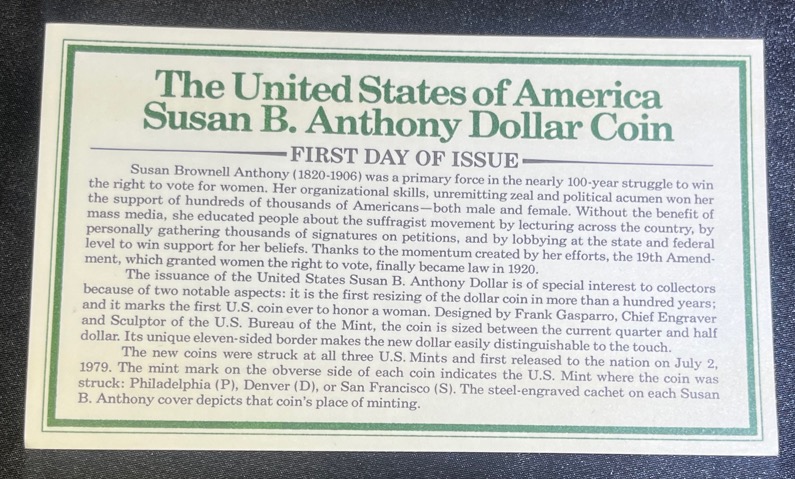 The United States of America
Susan B. Anthony Dollar Coin
FIRST DAY OF ISSUE
Susan Brownell Anthony (1820-1906) was a primary force in the nearly 100-year struggle to win
the right to vote for women. Her organizational skills, unremitting zeal and political acumen won her
the support of hundreds of thousands of Americans—both male and female. Without the benefit of
mass media, she educated people about the suffragist movement by lecturing across the country, by
personally gathering thousands of signatures on petitions, and by lobbying at the state and federal
level to win support for her beliefs. Thanks to the momentum created by her efforts, the 19th Amend-
ment, which granted women the right to vote, finally became law in 1920.
The issuance of the United States Susan B. Anthony Dollar is of special interest to collectors
because of two notable aspects: it is the first resizing of the dollar coin in more than a hundred years;
and it marks the first U.S. coin ever to honor a woman. Designed by Frank Gasparro, Chief Engraver
and Sculptor of the U.S. Bureau of the Mint, the coin is sized between the current quarter and half
dollar. Its unique eleven-sided border makes the new dollar easily distinguishable to the touch.
The new coins were struck at all three U.S. Mints and first released to the nation on July 2,
1979. The mint mark on the obverse side of each coin indicates the U.S. Mint where the coin was
struck: Philadelphia (P), Denver (D), or San Francisco (S). The steel-engraved cachet on each Susan
B. Anthony cover depicts that coin's place of minting.